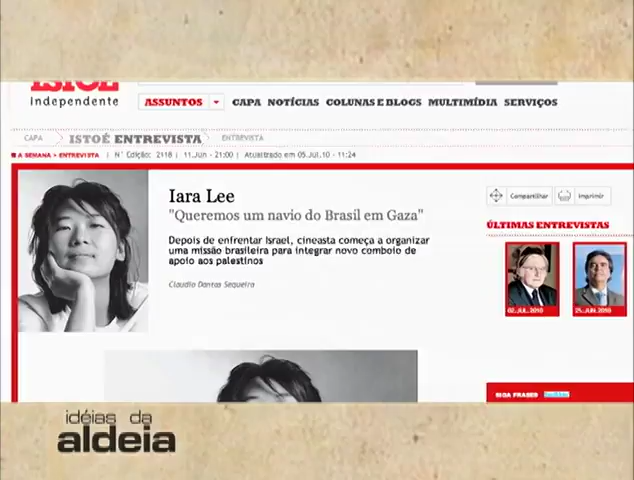 ISTOÉ
Independente
ASSUNTOS CAPA NOTÍCIAS COLUNAS E BLOGS MULTIMÍDIA SERVIÇOS
CAPA ISTOÉ ENTREVISTA ENTREVISTA
A SEMANA > ENTREVISTA | N° Edição: 2118 | 11.Jun - 21:00 | Atualizado em 05.Jul.10 - 11:24
Iara Lee
"Queremos um navio do Brasil em Gaza"
Depois de enfrentar Israel, cineasta começa a organizar
uma missão brasileira para integrar novo comboio de
apoio aos palestinos
Claudio Dantas Sequeira
Compartilhar Imprimir
ÚLTIMAS ENTREVISTAS
02.JUL.2010 25.JUN.2010
SIGA FRASES twitter
idéias da
aldeia